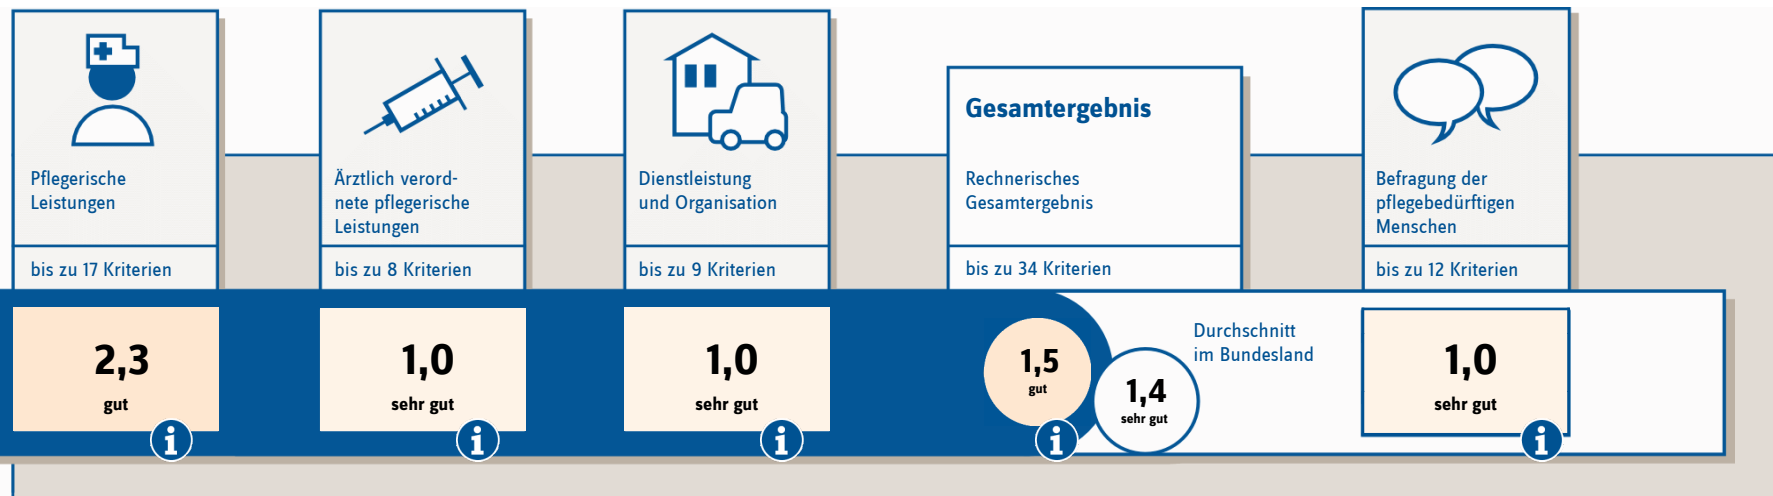 Pflegerische
Leistungen
bis zu 17 Kriterien
2,3
gut
i
Ärztlich verord-
nete pflegerische
Leistungen
bis zu 8 Kriterien
1,0
sehr gut
i
Dienstleistung
und Organisation
bis zu 9 Kriterien
1,0
sehr gut
i
Gesamtergebnis
Rechnerisches
Gesamtergebnis
bis zu 34 Kriterien
1,5
gut
i
1,4
sehr gut
Durchschnitt
im Bundesland
Befragung der
pflegebedürftigen
Menschen
bis zu 12 Kriterien
1,0
sehr gut
i